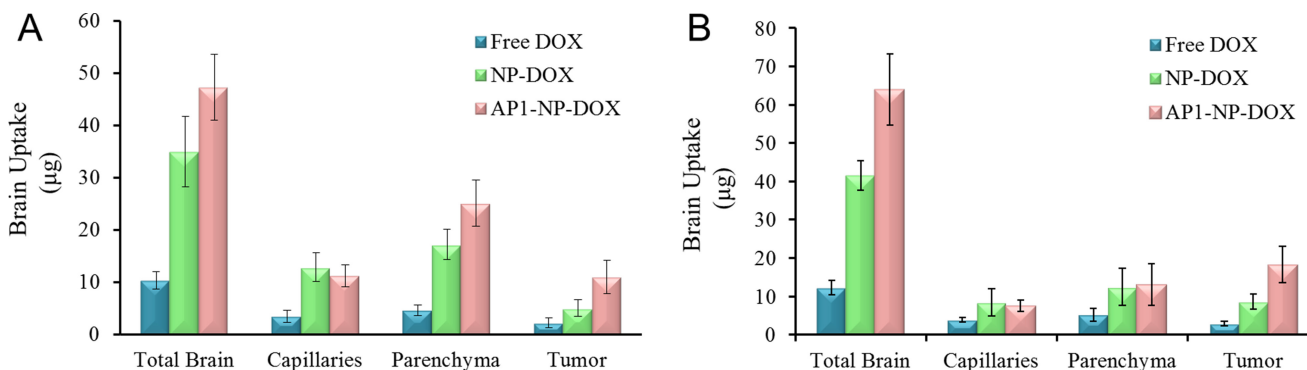 A
Brain Uptake
(µg)
60
50
40
30
20
10
0
Free DOX
NP-DOX
AP1-NP-DOX
Total Brain
Capillaries
Parenchyma
Tumor
B
Brain Uptake
(µg)
80
70
60
50
40
30
20
10
0
Free DOX
NP-DOX
AP1-NP-DOX
Total Brain
Capillaries
Parenchyma
Tumor